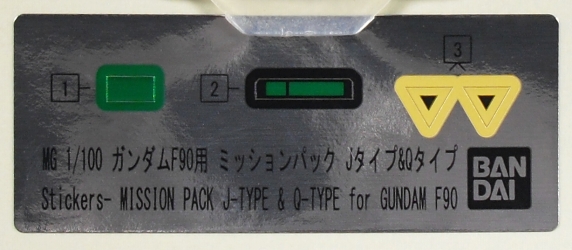 3
1
2
MG 1/100 ガンダムF90用 ミッションパック Jタイプ&Qタイプ
Stickers- MISSION PACK J-TYPE & Q-TYPE for GUNDAM F90
BAN
DAI